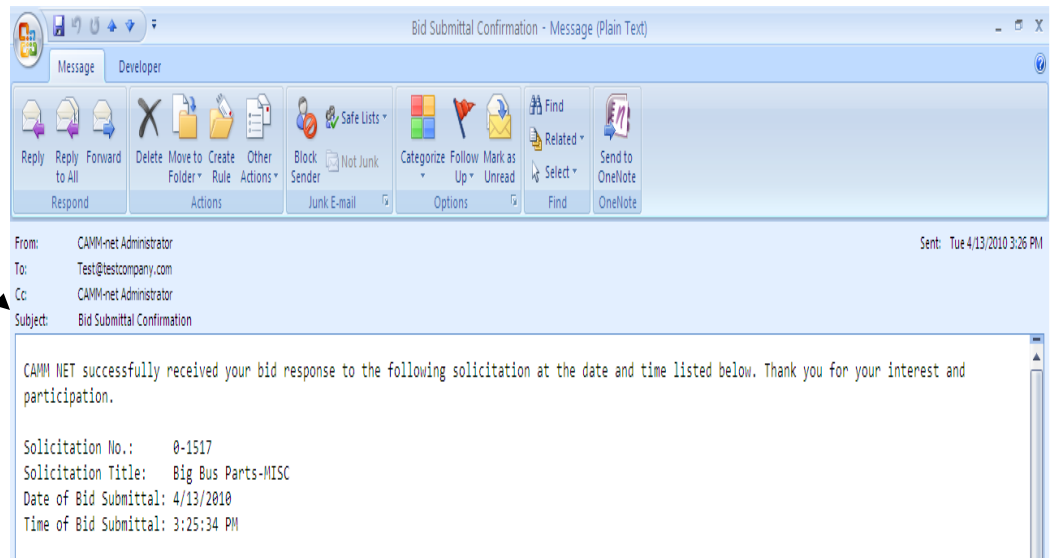 Bid Submittal Confirmation - Message (Plain Text)
Message Developer
Reply Reply to All Forward Delete Move to Folder Create Rule Other Actions Block Sender Safe Lists Not Junk Categorize Follow Up Mark as Unread Find Related Select Send to OneNote
Respond Actions Junk E-mail Options Find OneNote
From: CAMM-net Administrator Sent: Tue 4/13/2010 3:26 PM
To: Test@testcompany.com
Cc: CAMM-net Administrator
Subject: Bid Submittal Confirmation
CAMM NET successfully received your bid response to the following solicitation at the date and time listed below. Thank you for your interest and
participation.
Solicitation No.: 0-1517
Solicitation Title: Big Bus Parts-MISC
Date of Bid Submittal: 4/13/2010
Time of Bid Submittal: 3:25:34 PM